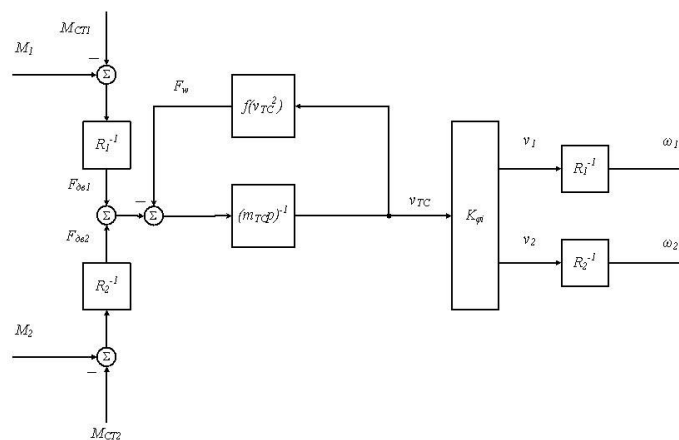 M_CT1
M_1
Σ
R_1^-1
F_дв1
Σ
F_дв2
R_2^-1
M_2
Σ
M_CT2
F_w
f(v_TC^2)
Σ
(m_TC p)^-1
v_TC
K_φi
v_1
R_1^-1
ω_1
v_2
R_2^-1
ω_2